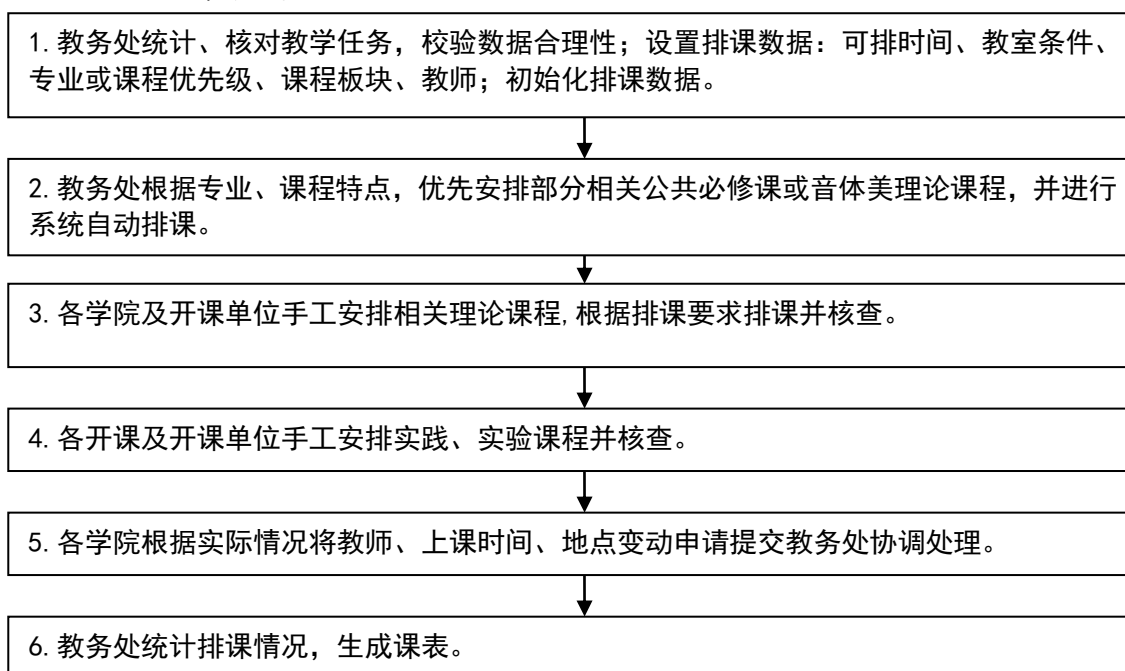 1. 教务处统计、核对教学任务，校验数据合理性；设置排课数据：可排时间、教室条件、
专业或课程优先级、课程板块、教师；初始化排课数据。
2. 教务处根据专业、课程特点，优先安排部分相关公共必修课或音体美理论课程，并进行
系统自动排课。
3. 各学院及开课单位手工安排相关理论课程,根据排课要求排课并核查。
4. 各开课及开课单位手工安排实践、实验课程并核查。
5. 各学院根据实际情况将教师、上课时间、地点变动申请提交教务处协调处理。
6. 教务处统计排课情况，生成课表。